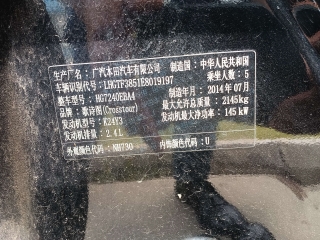 生产厂名：广汽本田汽车有限公司 制造国：中华人民共和国
车辆识别代号：LHGTF3851E8019197 乘坐人数：5
整车型号：HG7240EBA4 制造年月：2014年07月
品牌：歌诗图(Crosstour) 最大允许总质量：2145kg
发动机型号：K24Y3 发动机最大净功率：145kW
发动机排量：2.4L
外观颜色代码：NH730 内饰颜色代码：U